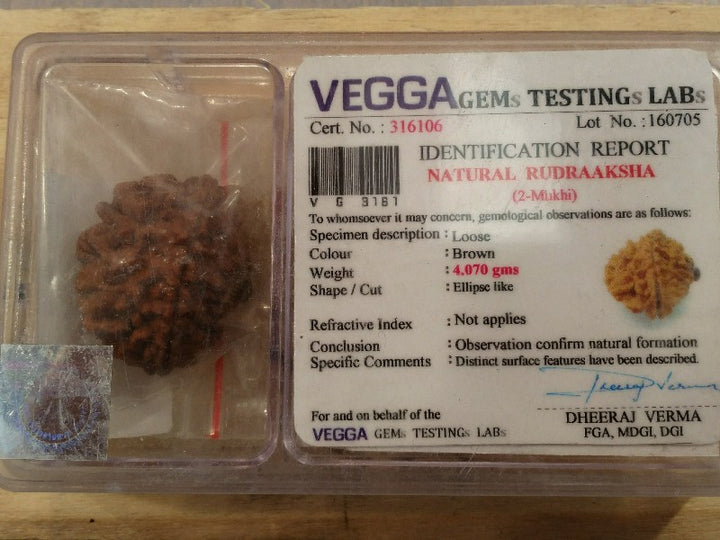 VEGGA GEMs TESTINGs LABs
Cert. No. : 316106
Lot No. :160705
IDENTIFICATION REPORT
NATURAL RUDRAAKSHA
(2-Mukhi)
V G 3181
To whomsoever it may concern, gemological observations are as follows:
Specimen description : Loose
Colour : Brown
Weight : 4.070 gms
Shape / Cut : Ellipse like
Refractive Index : Not applies
Conclusion : Observation confirm natural formation
Specific Comments : Distinct surface features have been described.
Dheeraj Verma
For and on behalf of the
VEGGA GEMs TESTINGs LABs
DHEERAJ VERMA
FGA, MDGI, DGI